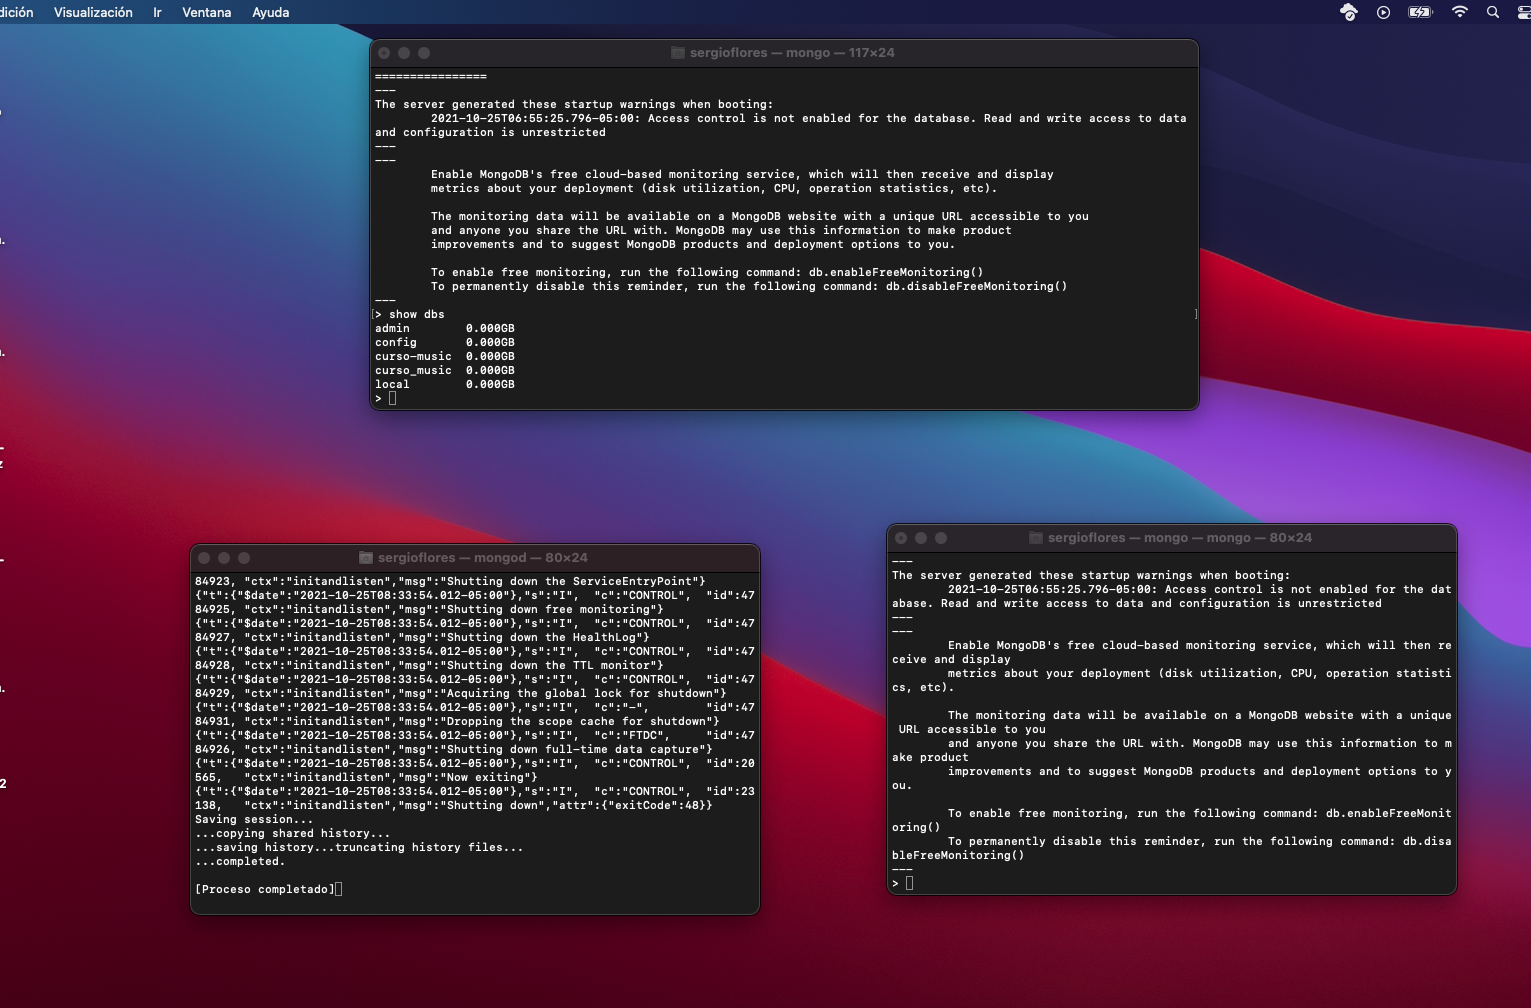 dición Visualización Ir Ventana Ayuda
sergioflores — mongo — 117×24
================
---
The server generated these startup warnings when booting:
2021-10-25T06:55:25.796-05:00: Access control is not enabled for the database. Read and write access to data
and configuration is unrestricted
---
---
Enable MongoDB's free cloud-based monitoring service, which will then receive and display
metrics about your deployment (disk utilization, CPU, operation statistics, etc).
The monitoring data will be available on a MongoDB website with a unique URL accessible to you
and anyone you share the URL with. MongoDB may use this information to make product
improvements and to suggest MongoDB products and deployment options to you.
To enable free monitoring, run the following command: db.enableFreeMonitoring()
To permanently disable this reminder, run the following command: db.disableFreeMonitoring()
---
[> show dbs ]
admin 0.000GB
config 0.000GB
curso-music 0.000GB
curso_music 0.000GB
local 0.000GB
>
sergioflores — mongod — 80×24
84923, "ctx":"initandlisten","msg":"Shutting down the ServiceEntryPoint"}
{"t":{"$date":"2021-10-25T08:33:54.012-05:00"},"s":"I", "c":"CONTROL", "id":47
84925, "ctx":"initandlisten","msg":"Shutting down free monitoring"}
{"t":{"$date":"2021-10-25T08:33:54.012-05:00"},"s":"I", "c":"CONTROL", "id":47
84927, "ctx":"initandlisten","msg":"Shutting down the HealthLog"}
{"t":{"$date":"2021-10-25T08:33:54.012-05:00"},"s":"I", "c":"CONTROL", "id":47
84928, "ctx":"initandlisten","msg":"Shutting down the TTL monitor"}
{"t":{"$date":"2021-10-25T08:33:54.012-05:00"},"s":"I", "c":"CONTROL", "id":47
84929, "ctx":"initandlisten","msg":"Acquiring the global lock for shutdown"}
{"t":{"$date":"2021-10-25T08:33:54.012-05:00"},"s":"I", "c":"-", "id":47
84931, "ctx":"initandlisten","msg":"Dropping the scope cache for shutdown"}
{"t":{"$date":"2021-10-25T08:33:54.012-05:00"},"s":"I", "c":"FTDC", "id":47
84926, "ctx":"initandlisten","msg":"Shutting down full-time data capture"}
{"t":{"$date":"2021-10-25T08:33:54.012-05:00"},"s":"I", "c":"CONTROL", "id":20
565, "ctx":"initandlisten","msg":"Now exiting"}
{"t":{"$date":"2021-10-25T08:33:54.012-05:00"},"s":"I", "c":"CONTROL", "id":23
138, "ctx":"initandlisten","msg":"Shutting down","attr":{"exitCode":48}}
Saving session...
...copying shared history...
...saving history...truncating history files...
...completed.
[Proceso completado]
sergioflores — mongo — mongo — 80×24
---
The server generated these startup warnings when booting:
2021-10-25T06:55:25.796-05:00: Access control is not enabled for the dat
abase. Read and write access to data and configuration is unrestricted
---
---
Enable MongoDB's free cloud-based monitoring service, which will then re
ceive and display
metrics about your deployment (disk utilization, CPU, operation statisti
cs, etc).
The monitoring data will be available on a MongoDB website with a unique
URL accessible to you
and anyone you share the URL with. MongoDB may use this information to m
ake product
improvements and to suggest MongoDB products and deployment options to y
ou.
To enable free monitoring, run the following command: db.enableFreeMonit
oring()
To permanently disable this reminder, run the following command: db.disa
bleFreeMonitoring()
---
>